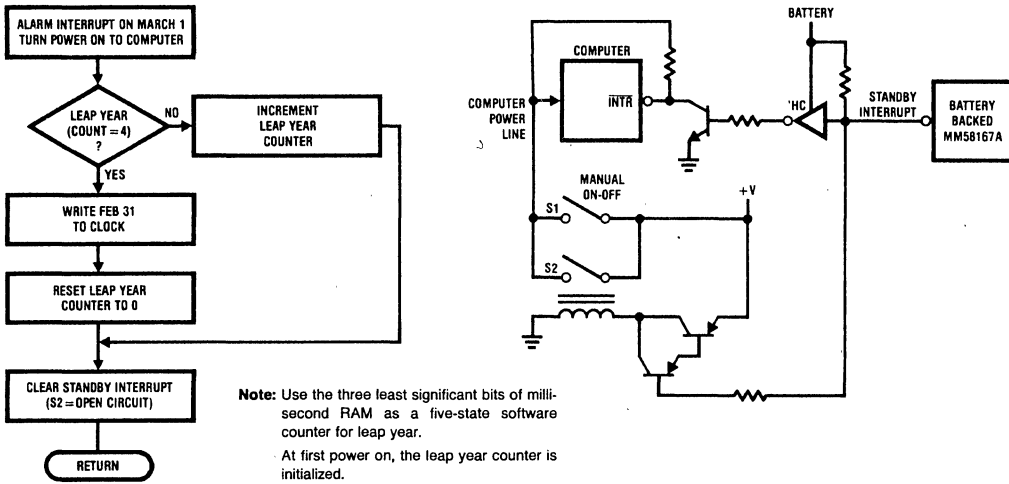 ALARM INTERRUPT ON MARCH 1
TURN POWER ON TO COMPUTER
LEAP YEAR
(COUNT = 4)
?
NO
INCREMENT
LEAP YEAR
COUNTER
YES
WRITE FEB 31
TO CLOCK
RESET LEAP YEAR
COUNTER TO 0
CLEAR STANDBY INTERRUPT
(S2 = OPEN CIRCUIT)
RETURN
Note: Use the three least significant bits of milli-
second RAM as a five-state software
counter for leap year.
At first power on, the leap year counter is
initialized.
COMPUTER
INTR
COMPUTER
POWER
LINE
BATTERY
'HC
STANDBY
INTERRUPT
BATTERY
BACKED
MM58167A
MANUAL
ON-OFF
S1
S2
+V